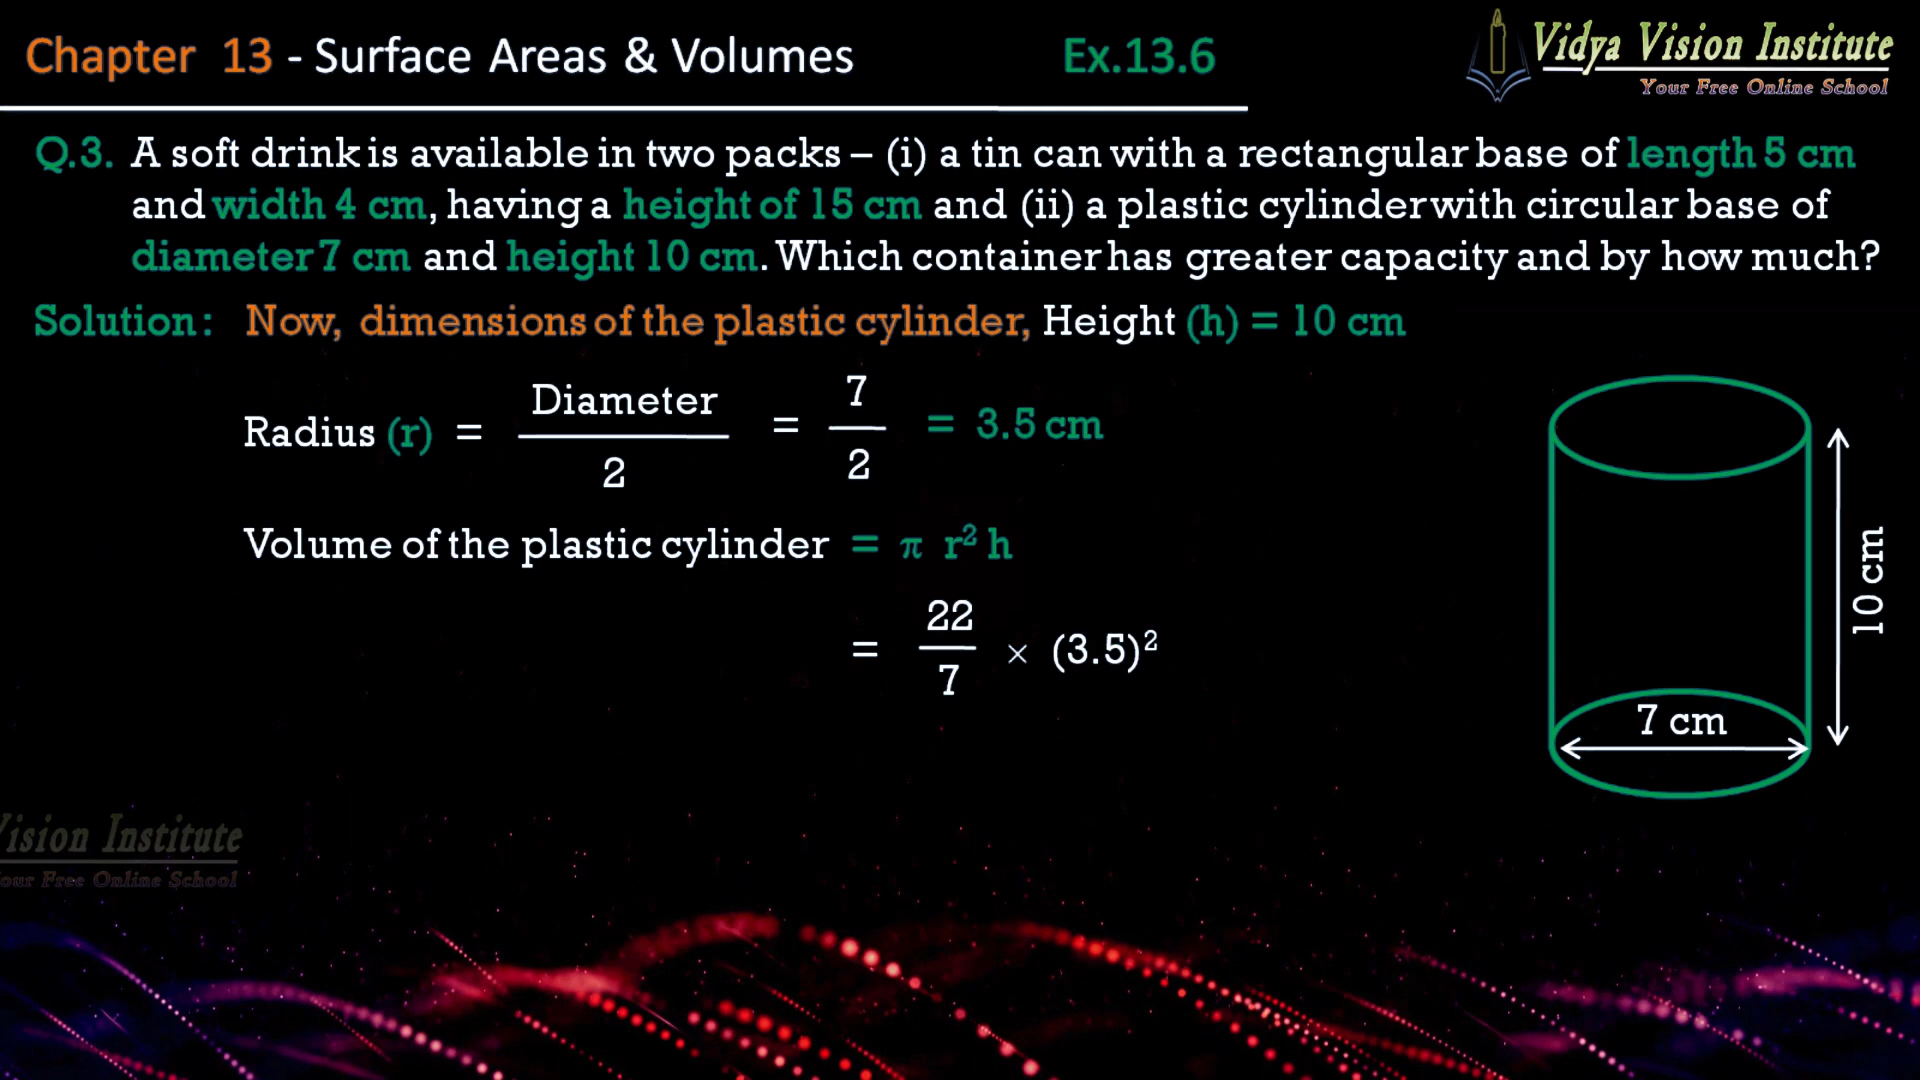 Chapter 13 - Surface Areas & Volumes Ex.13.6
Vidya Vision Institute
Your Free Online School
Q.3. A soft drink is available in two packs – (i) a tin can with a rectangular base of length 5 cm
and width 4 cm, having a height of 15 cm and (ii) a plastic cylinder with circular base of
diameter 7 cm and height 10 cm. Which container has greater capacity and by how much?
Solution: Now, dimensions of the plastic cylinder, Height (h) = 10 cm
Radius (r) = Diameter / 2 = 7 / 2 = 3.5 cm
Volume of the plastic cylinder = π r² h
= 22 / 7 × (3.5)²
10 cm
7 cm
Vision Institute
Your Free Online School